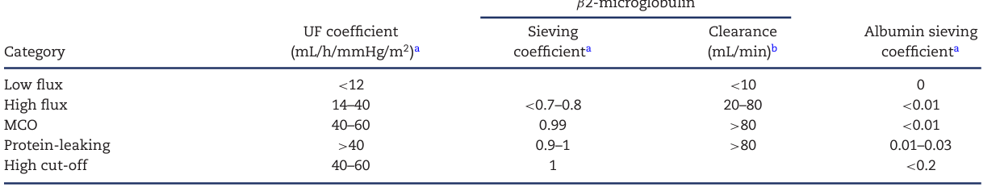 β2-microglobulin
UF coefficient Sieving Clearance Albumin sieving
Category (mL/h/mmHg/m²)a coefficienta (mL/min)b coefficienta
Low flux <12 <10 0
High flux 14–40 <0.7–0.8 20–80 <0.01
MCO 40–60 0.99 >80 <0.01
Protein-leaking >40 0.9–1 >80 0.01–0.03
High cut-off 40–60 1 <0.2